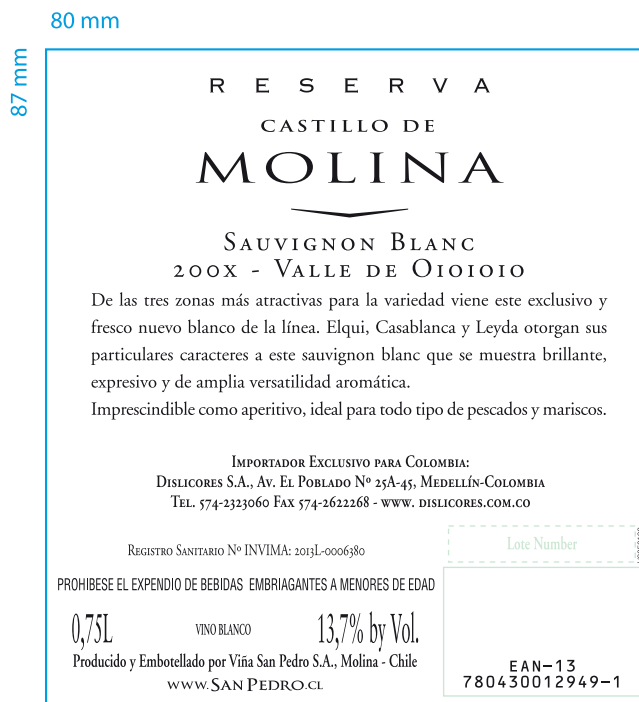 80 mm
87 mm
RESERVA
CASTILLO DE
MOLINA
SAUVIGNON BLANC
200X - VALLE DE OIOIOIO
De las tres zonas más atractivas para la variedad viene este exclusivo y
fresco nuevo blanco de la línea. Elqui, Casablanca y Leyda otorgan sus
particulares caracteres a este sauvignon blanc que se muestra brillante,
expresivo y de amplia versatilidad aromática.
Imprescindible como aperitivo, ideal para todo tipo de pescados y mariscos.
IMPORTADOR EXCLUSIVO PARA COLOMBIA:
DISLICORES S.A., AV. EL POBLADO Nº 25A-45, MEDELLÍN-COLOMBIA
TEL. 574-2323060 FAX 574-2622268 - WWW. DISLICORES.COM.CO
REGISTRO SANITARIO Nº INVIMA: 2013L-0006380
Lote Number
PROHIBESE EL EXPENDIO DE BEBIDAS EMBRIAGANTES A MENORES DE EDAD
0,75L VINO BLANCO 13,7% by Vol.
Producido y Embotellado por Viña San Pedro S.A., Molina - Chile
WWW.SANPEDRO.CL
EAN-13
780430012949-1